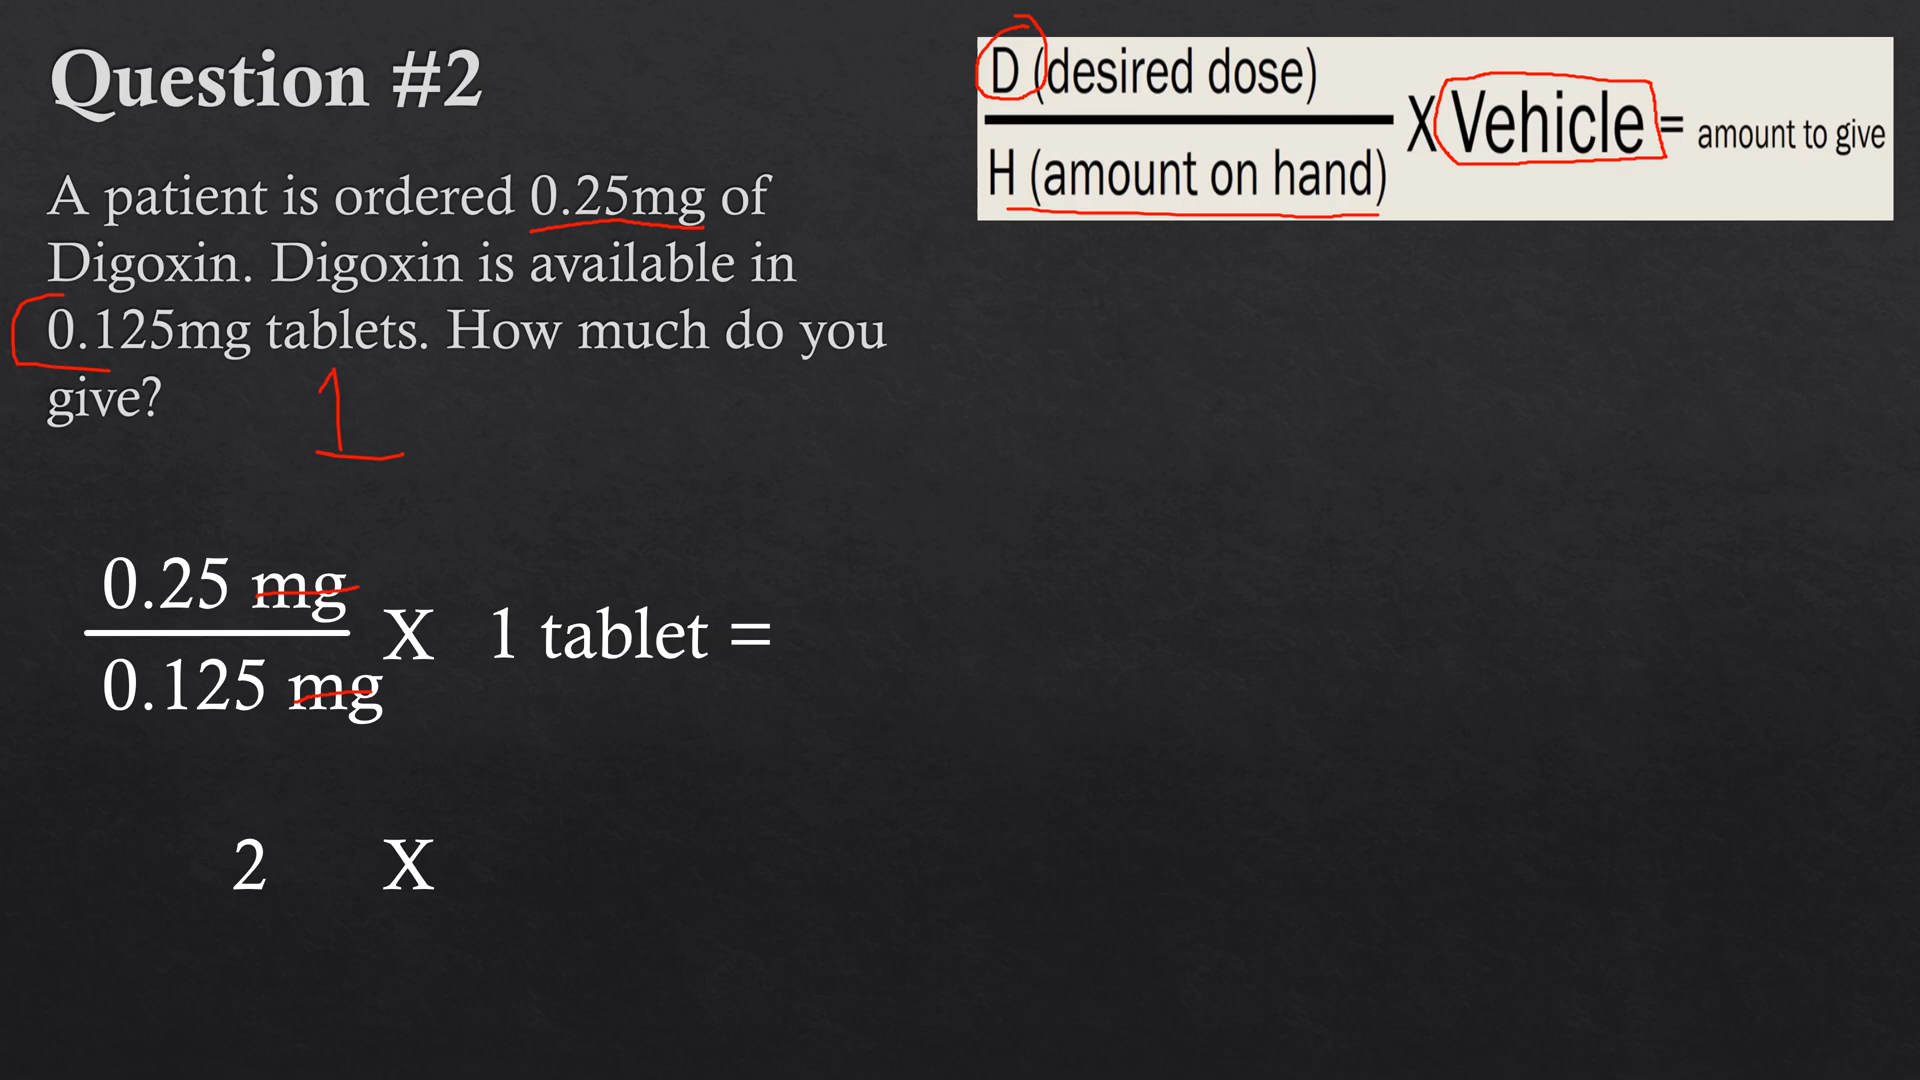 Question #2
A patient is ordered 0.25mg of
Digoxin. Digoxin is available in
0.125mg tablets. How much do you
give?
1
D (desired dose)
H (amount on hand)
X Vehicle = amount to give
0.25 mg
0.125 mg
X 1 tablet =
2 X